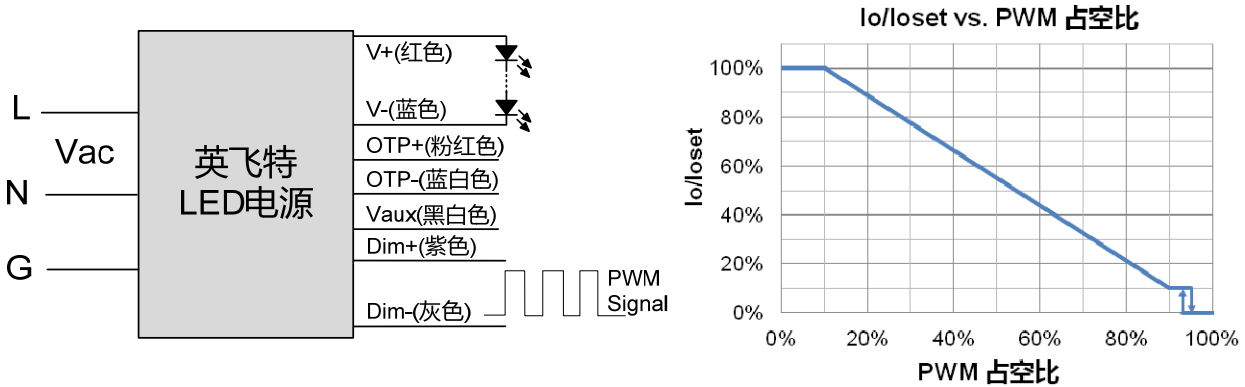 L
Vac
N
G
英飞特
LED电源
V+(红色)
V-(蓝色)
OTP+(粉红色)
OTP-(蓝白色)
Vaux(黑白色)
Dim+(紫色)
Dim-(灰色)
PWM
Signal
Io/Ioset vs. PWM 占空比
Io/Ioset
100%
80%
60%
40%
20%
0%
0% 20% 40% 60% 80% 100%
PWM 占空比